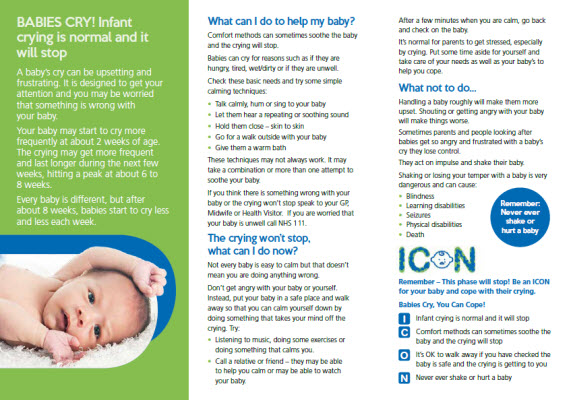 BABIES CRY! Infant
crying is normal and it
will stop
A baby's cry can be upsetting and
frustrating. It is designed to get your
attention and you may be worried
that something is wrong with
your baby.
Your baby may start to cry more
frequently at about 2 weeks of age.
The crying may get more frequent
and last longer during the next few
weeks, hitting a peak at about 6 to
8 weeks.
Every baby is different, but after
about 8 weeks, babies start to cry less
and less each week.
What can I do to help my baby?
Comfort methods can sometimes soothe the baby
and the crying will stop.
Babies can cry for reasons such as if they are
hungry, tired, wet/dirty or if they are unwell.
Check these basic needs and try some simple
calming techniques:
• Talk calmly, hum or sing to your baby
• Let them hear a repeating or soothing sound
• Hold them close – skin to skin
• Go for a walk outside with your baby
• Give them a warm bath
These techniques may not always work. It may
take a combination or more than one attempt to
soothe your baby.
If you think there is something wrong with your
baby or the crying won't stop speak to your GP,
Midwife or Health Visitor. If you are worried that
your baby is unwell call NHS 111.
The crying won't stop,
what can I do now?
Not every baby is easy to calm but that doesn't
mean you are doing anything wrong.
Don't get angry with your baby or yourself.
Instead, put your baby in a safe place and walk
away so that you can calm yourself down by
doing something that takes your mind off the
crying. Try:
• Listening to music, doing some exercises or
doing something that calms you.
• Call a relative or friend – they may be able
to help you calm or may be able to watch
your baby.
After a few minutes when you are calm, go back
and check on the baby.
It's normal for parents to get stressed, especially
by crying. Put some time aside for yourself and
take care of your needs as well as your baby's to
help you cope.
What not to do...
Handling a baby roughly will make them more
upset. Shouting or getting angry with your baby
will make things worse.
Sometimes parents and people looking after
babies get so angry and frustrated with a baby's
cry they lose control.
They act on impulse and shake their baby.
Shaking or losing your temper with a baby is very
dangerous and can cause:
• Blindness
• Learning disabilities
• Seizures
• Physical disabilities
• Death
Remember:
Never ever
shake or
hurt a baby
ICON
Remember – This phase will stop! Be an ICON
for your baby and cope with their crying.
Babies Cry, You Can Cope!
I Infant crying is normal and it will stop
C Comfort methods can sometimes soothe the
baby and the crying will stop
O It's OK to walk away if you have checked the
baby is safe and the crying is getting to you
N Never ever shake or hurt a baby